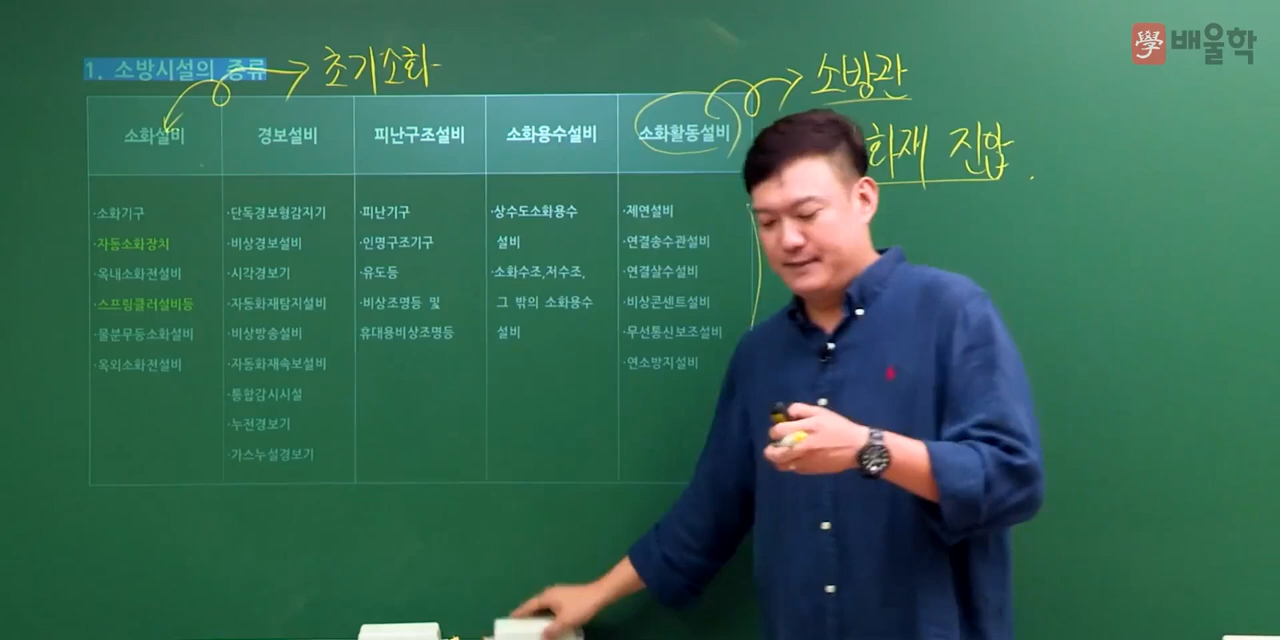 學 배울학
1. 소방시설의 종류
초기소화
소방관
화재 진압.
소화설비
·소화기구
·자동소화장치
·옥내소화전설비
·스프링클러설비등
·물분무등소화설비
·옥외소화전설비
경보설비
·단독경보형감지기
·비상경보설비
·시각경보기
·자동화재탐지설비
·비상방송설비
·자동화재속보설비
·통합감시시설
·누전경보기
·가스누설경보기
피난구조설비
·피난기구
·인명구조기구
·유도등
·비상조명등 및
휴대용비상조명등
소화용수설비
·상수도소화용수
설비
·소화수조,저수조,
그 밖의 소화용수
설비
소화활동설비
·제연설비
·연결송수관설비
·연결살수설비
·비상콘센트설비
·무선통신보조설비
·연소방지설비